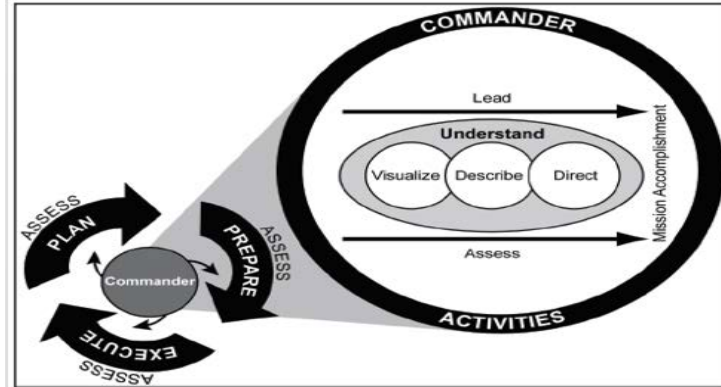 COMMANDER
Lead
Understand
Visualize
Describe
Direct
Assess
Mission Accomplishment
ACTIVITIES
ASSESS
PLAN
ASSESS
PREPARE
Commander
EXECUTE
ASSESS